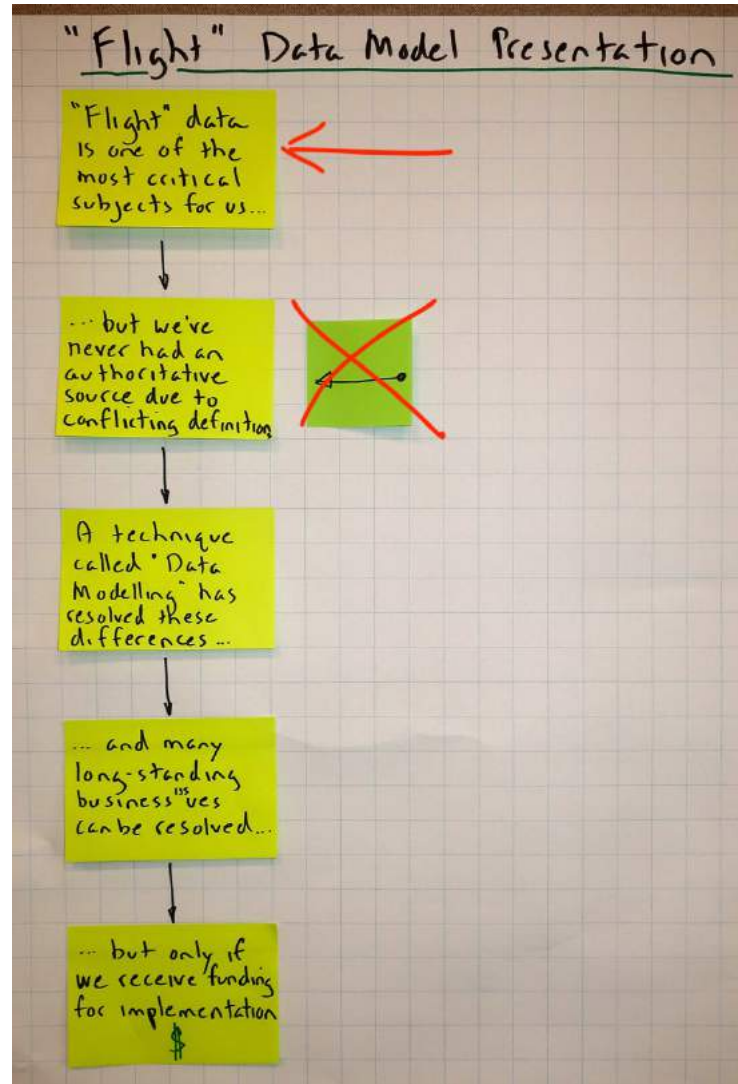 "Flight" Data Model Presentation
"Flight" data
is one of the
most critical
subjects for us...
... but we've
never had an
authoritative
source due to
conflicting definition
A technique
called "Data
Modelling" has
resolved these
differences...
... and many
long-standing
business issues
can be resolved...
... but only if
we receive funding
for implementation
$